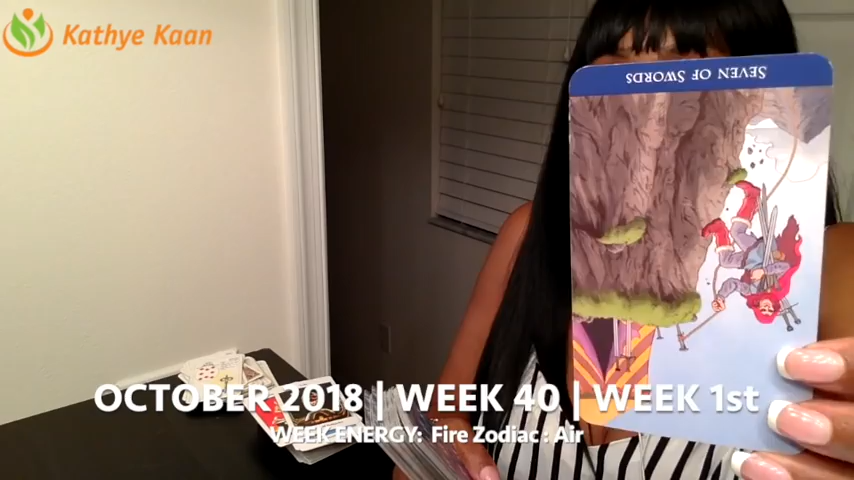 Kathye Kaan
SEVEN OF SWORDS
OCTOBER 2018 | WEEK 40 | WEEK 1st
WEEK ENERGY: Fire Zodiac : Air